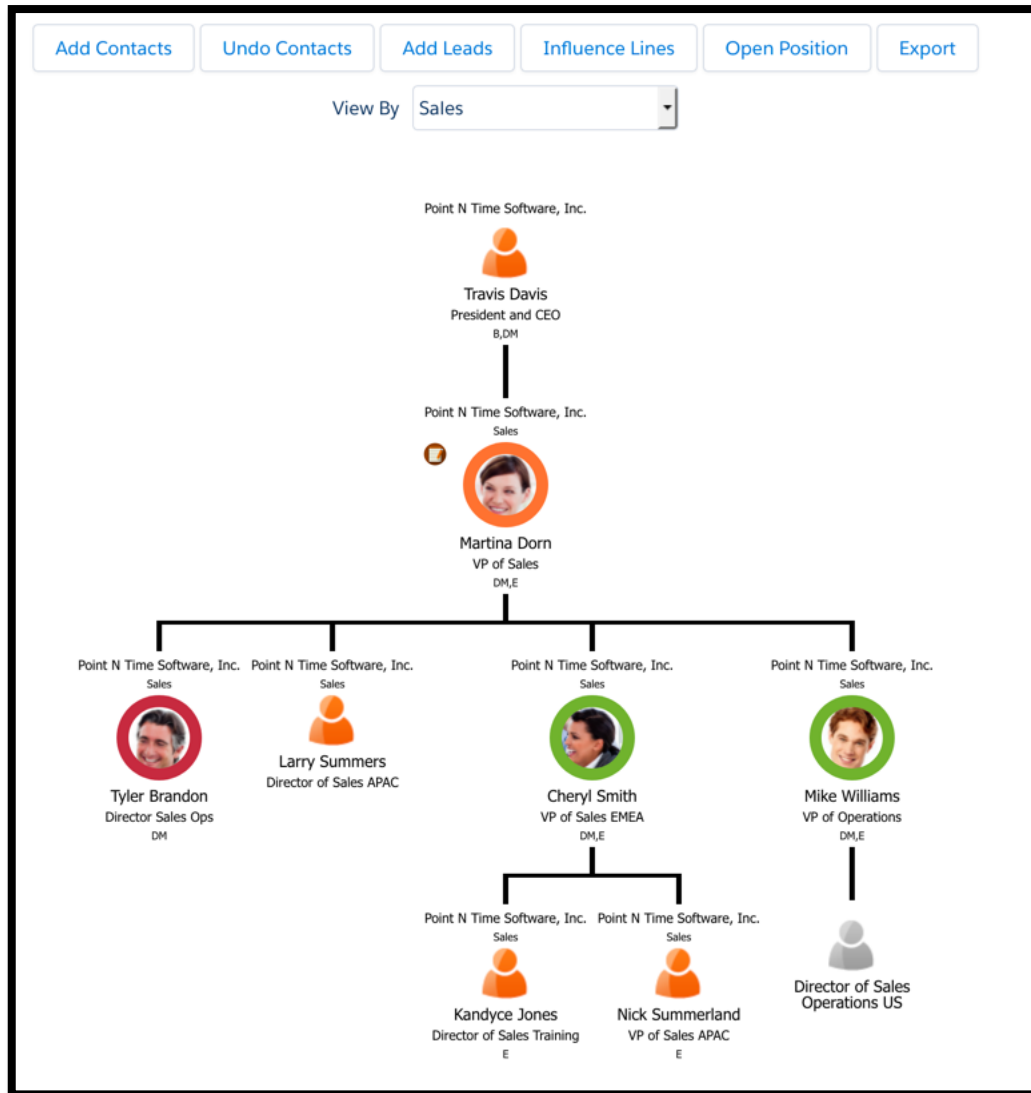 Add Contacts
Undo Contacts
Add Leads
Influence Lines
Open Position
Export
View By
Sales
Point N Time Software, Inc.
Travis Davis
President and CEO
B,DM
Point N Time Software, Inc.
Sales
Martina Dorn
VP of Sales
DM,E
Point N Time Software, Inc.
Sales
Tyler Brandon
Director Sales Ops
DM
Point N Time Software, Inc.
Sales
Larry Summers
Director of Sales APAC
Point N Time Software, Inc.
Sales
Cheryl Smith
VP of Sales EMEA
DM,E
Point N Time Software, Inc.
Sales
Mike Williams
VP of Operations
DM,E
Point N Time Software, Inc.
Sales
Kandyce Jones
Director of Sales Training
E
Point N Time Software, Inc.
Sales
Nick Summerland
VP of Sales APAC
E
Director of Sales
Operations US